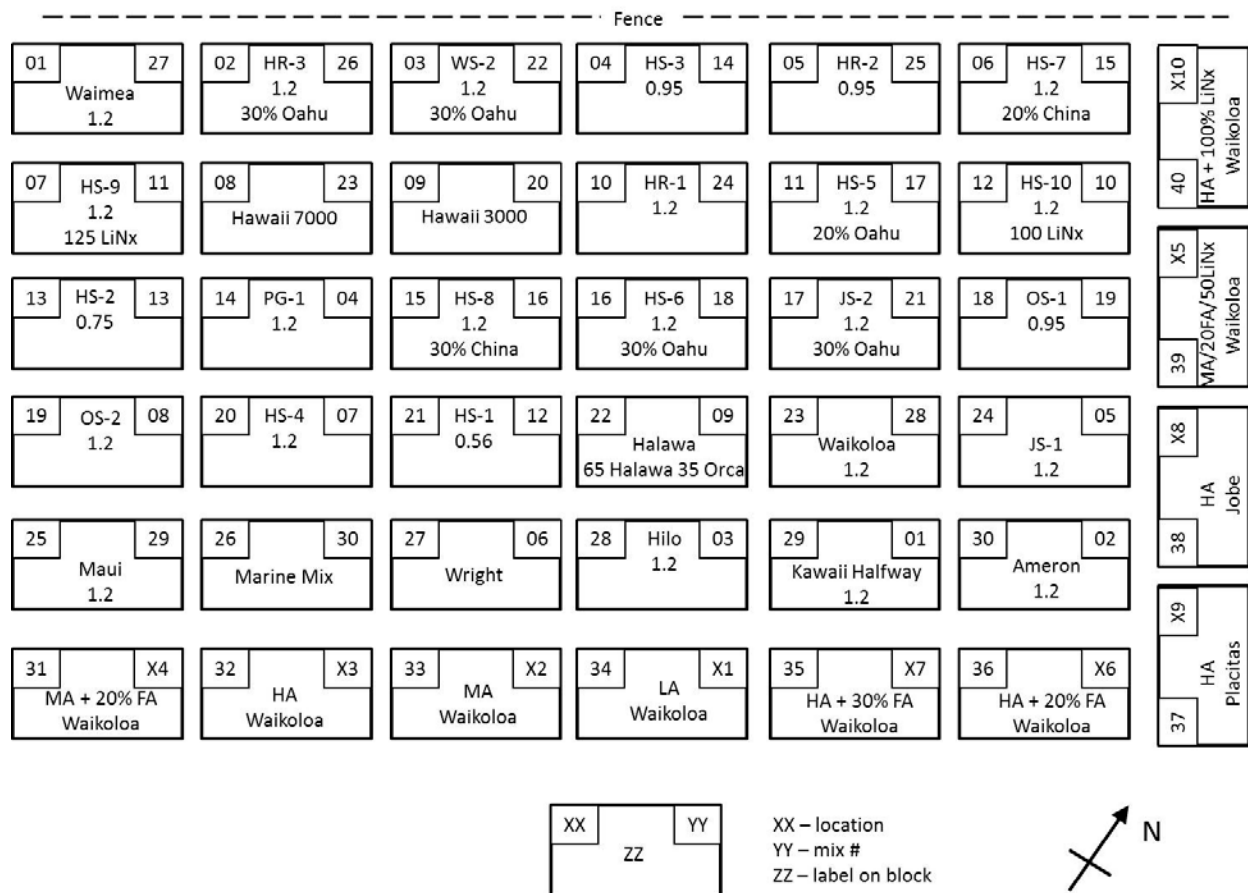 Fence
01 27
Waimea
1.2
02 HR-3 26
1.2
30% Oahu
03 WS-2 22
1.2
30% Oahu
04 HS-3 14
0.95
05 HR-2 25
0.95
06 HS-7 15
1.2
20% China
X10
40
HA + 100% LiNx
Waikoloa
07 HS-9 11
1.2
125 LiNx
08 23
Hawaii 7000
09 20
Hawaii 3000
10 HR-1 24
1.2
11 HS-5 17
1.2
20% Oahu
12 HS-10 10
1.2
100 LiNx
X5
39
MA/20FA/50LiNx
Waikoloa
13 HS-2 13
0.75
14 PG-1 04
1.2
15 HS-8 16
1.2
30% China
16 HS-6 18
1.2
30% Oahu
17 JS-2 21
1.2
30% Oahu
18 OS-1 19
0.95
19 OS-2 08
1.2
20 HS-4 07
1.2
21 HS-1 12
0.56
22 09
Halawa
65 Halawa 35 Orca
23 28
Waikoloa
1.2
24 05
JS-1
1.2
X8
38
HA
Jobe
25 29
Maui
1.2
26 30
Marine Mix
27 06
Wright
28 Hilo 03
1.2
29 01
Kawaii Halfway
1.2
30 02
Ameron
1.2
X9
37
HA
Placitas
31 X4
MA + 20% FA
Waikoloa
32 X3
HA
Waikoloa
33 X2
MA
Waikoloa
34 X1
LA
Waikoloa
35 X7
HA + 30% FA
Waikoloa
36 X6
HA + 20% FA
Waikoloa
XX YY
ZZ
XX – location
YY – mix #
ZZ – label on block
N